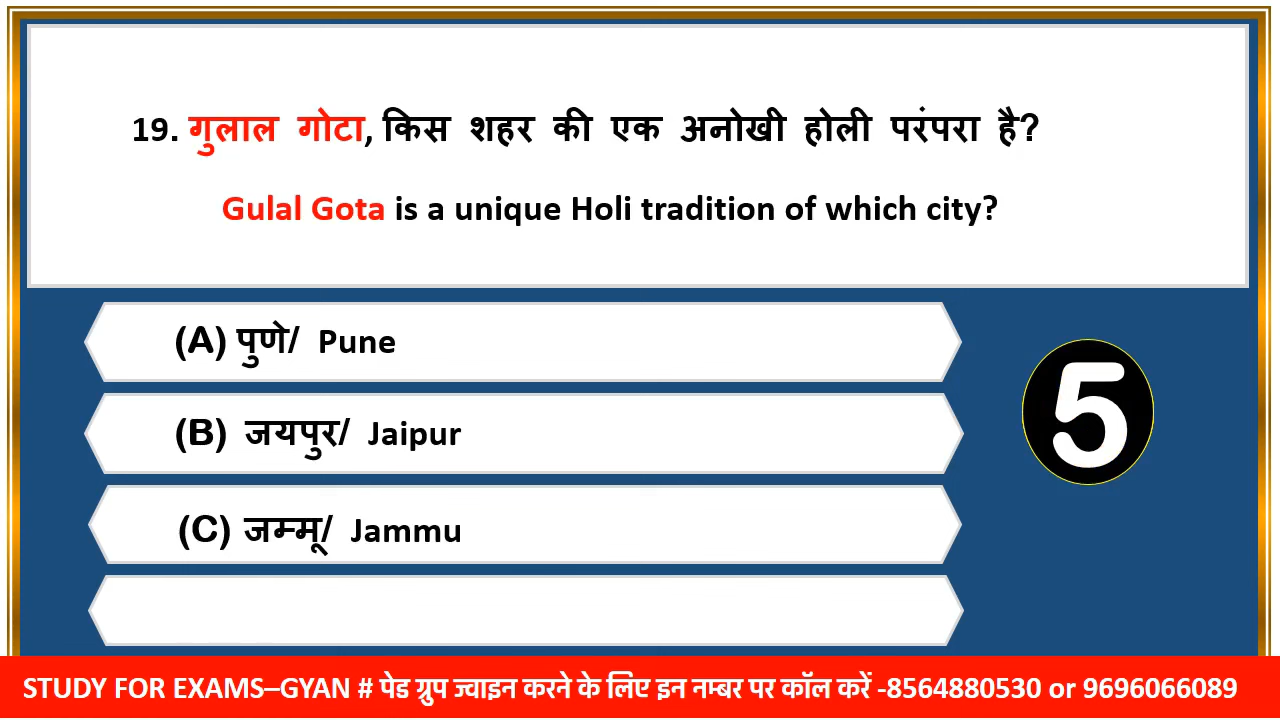 19. गुलाल गोटा, किस शहर की एक अनोखी होली परंपरा है?
Gulal Gota is a unique Holi tradition of which city?
(A) पुणे/ Pune
(B) जयपुर/ Jaipur
(C) जम्मू/ Jammu
5
STUDY FOR EXAMS–GYAN # पेड ग्रुप ज्वाइन करने के लिए इन नम्बर पर कॉल करें -8564880530 or 9696066089